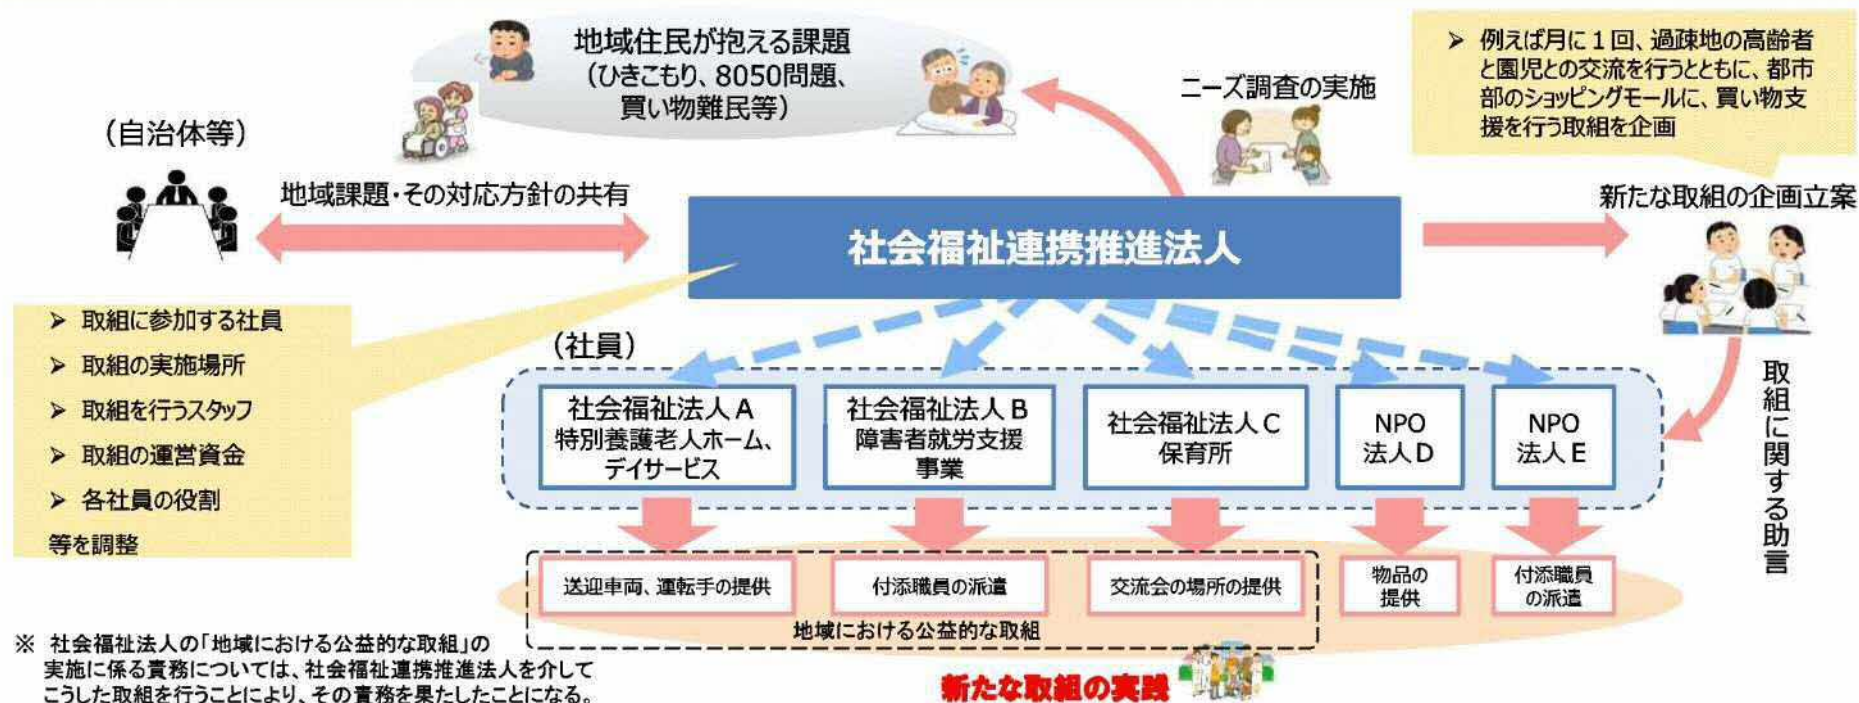 地域住民が抱える課題
（ひきこもり、8050問題、
買い物難民等）
ニーズ調査の実施
➢ 例えば月に１回、過疎地の高齢者
と園児との交流を行うとともに、都市
部のショッピングモールに、買い物支
援を行う取組を企画
（自治体等）
地域課題・その対応方針の共有
社会福祉連携推進法人
新たな取組の企画立案
➢ 取組に参加する社員
➢ 取組の実施場所
➢ 取組を行うスタッフ
➢ 取組の運営資金
➢ 各社員の役割
等を調整
（社員）
社会福祉法人Ａ
特別養護老人ホーム、
デイサービス
社会福祉法人Ｂ
障害者就労支援
事業
社会福祉法人Ｃ
保育所
NPO
法人Ｄ
NPO
法人Ｅ
取組に関する助言
送迎車両、運転手の提供
付添職員の派遣
交流会の場所の提供
物品の
提供
付添職員
の派遣
地域における公益的な取組
※ 社会福祉法人の「地域における公益的な取組」の
実施に係る責務については、社会福祉連携推進法人を介して
こうした取組を行うことにより、その責務を果たしたことになる。
新たな取組の実践